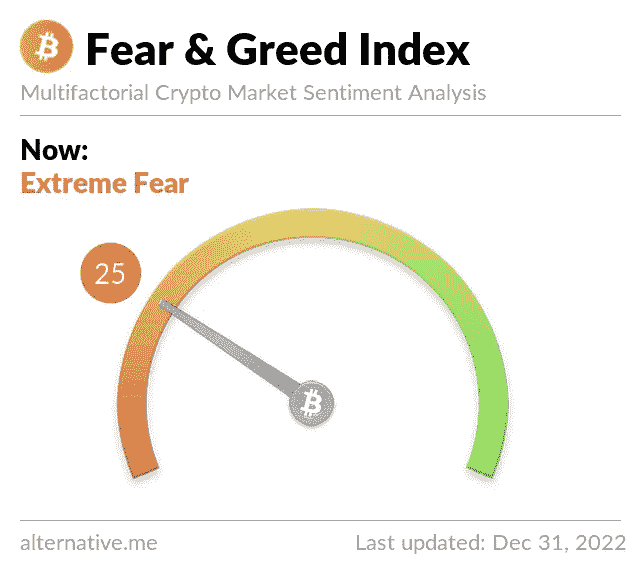 Fear & Greed Index
Multifactorial Crypto Market Sentiment Analysis
Now:
Extreme Fear
25
alternative.me
Last updated: Dec 31, 2022